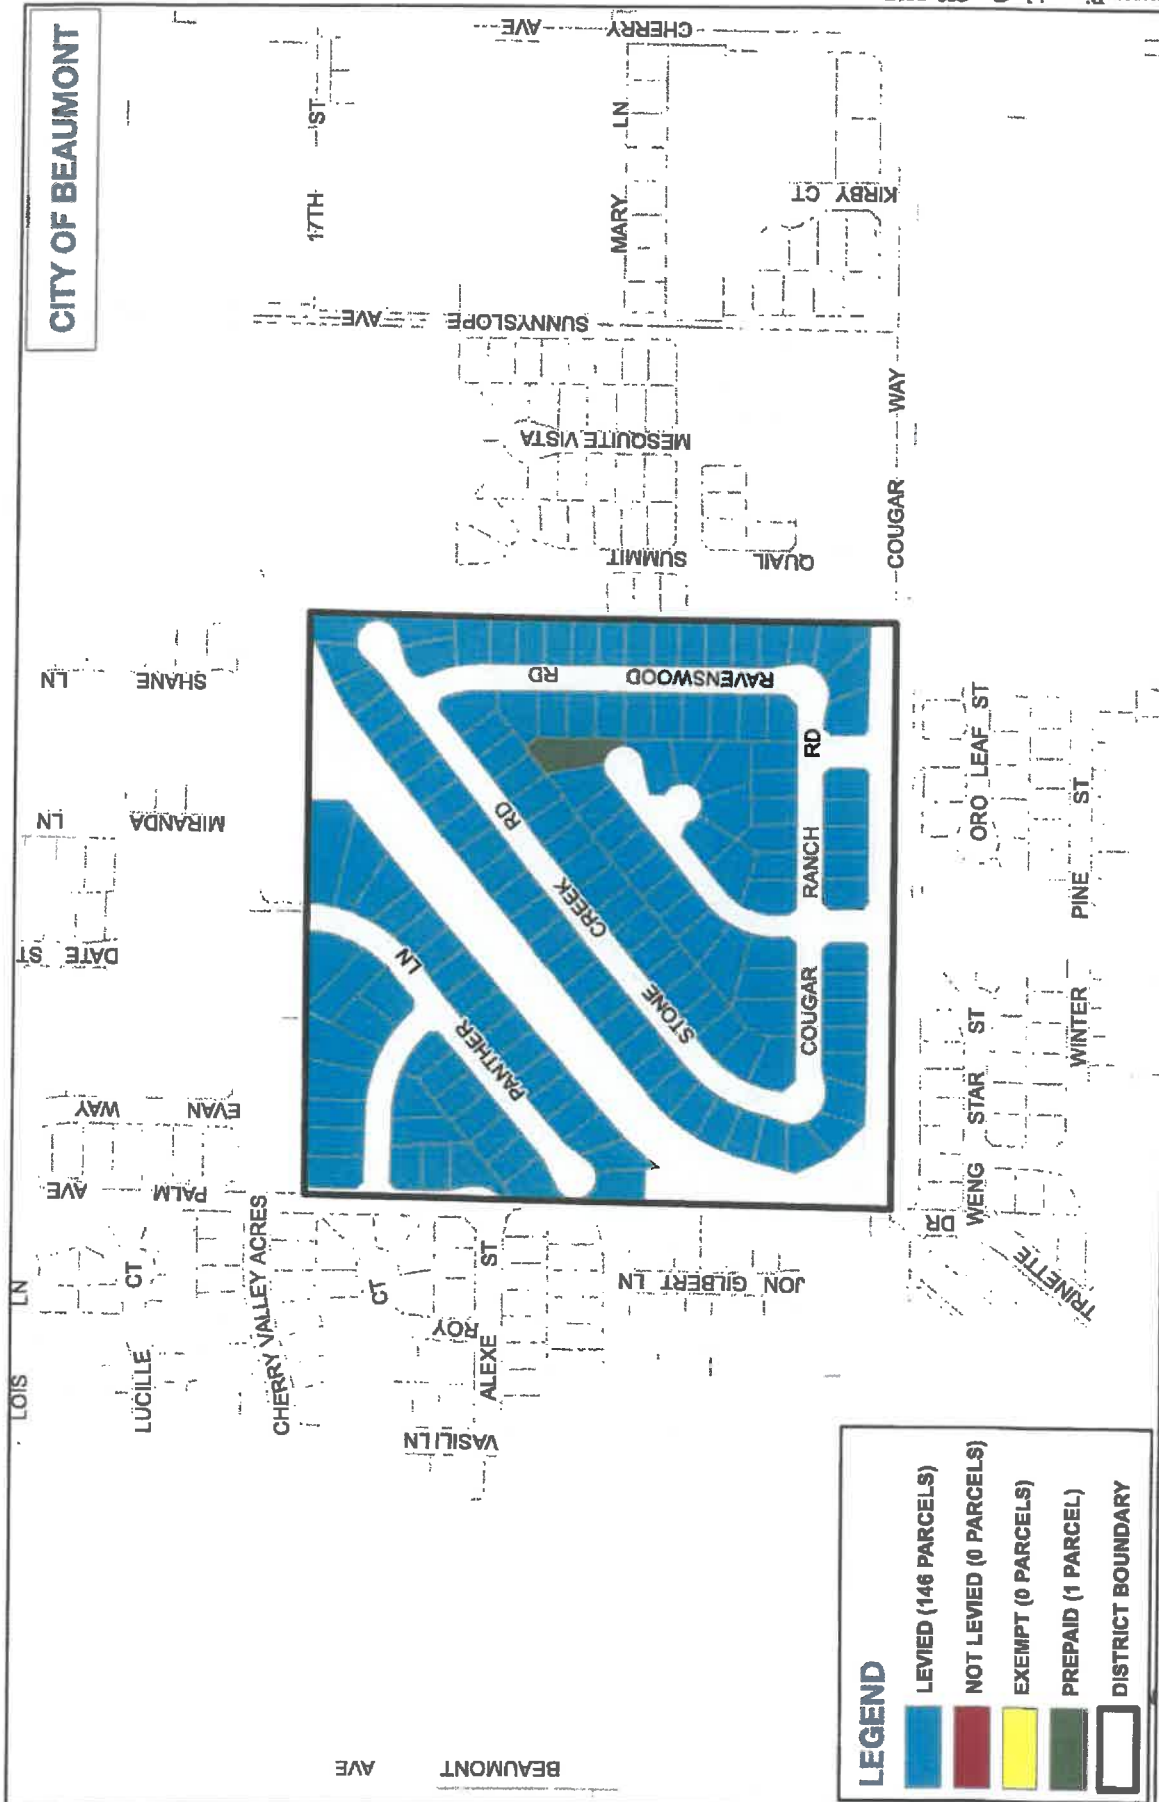 CITY OF BEAUMONT
CHERRY AVE
17TH ST
MARY LN
KIRBY CT
SUNNYSLOPE AVE
MESQUITE VISTA
COUGAR WAY
SUMMIT
QUAIL
SHANE LN
MIRANDA LN
DATE ST
EVAN WAY
PALM AVE
RAVENSWOOD RD
STONE CREEK RD
PANTHER LN
COUGAR RANCH RD
ORO LEAF ST
PINE ST
WINTER
WENG STAR ST
TRINETTE DR
LOIS LN
LUCILLE CT
CHERRY VALLEY ACRES
ROY CT
ALEXE ST
VASILI LN
JON GILBERT LN
BEAUMONT AVE
LEGEND
LEVIED (146 PARCELS)
NOT LEVIED (0 PARCELS)
EXEMPT (0 PARCELS)
PREPAID (1 PARCEL)
DISTRICT BOUNDARY